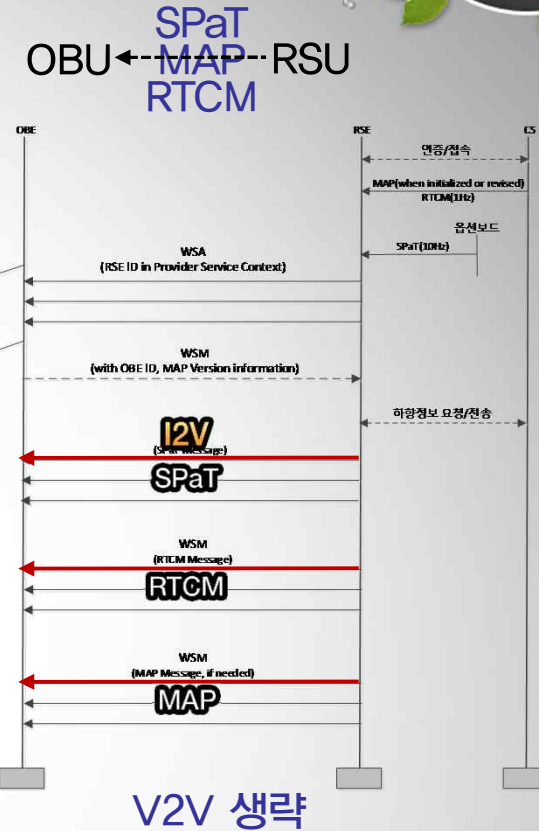 SPaT
OBU MAP RSU
RTCM
OBE RSE CS
인증/접속
MAP(when initialized or revised)
RTCM(1Hz)
옵션보드
SPaT(10Hz)
WSA
(RSE ID in Provider Service Context)
WSM
(with OBE ID, MAP Version information)
하향정보 요청/전송
I2V
(SPaT Message)
SPaT
WSM
(RTCM Message)
RTCM
WSM
(MAP Message, if needed)
MAP
V2V 생략